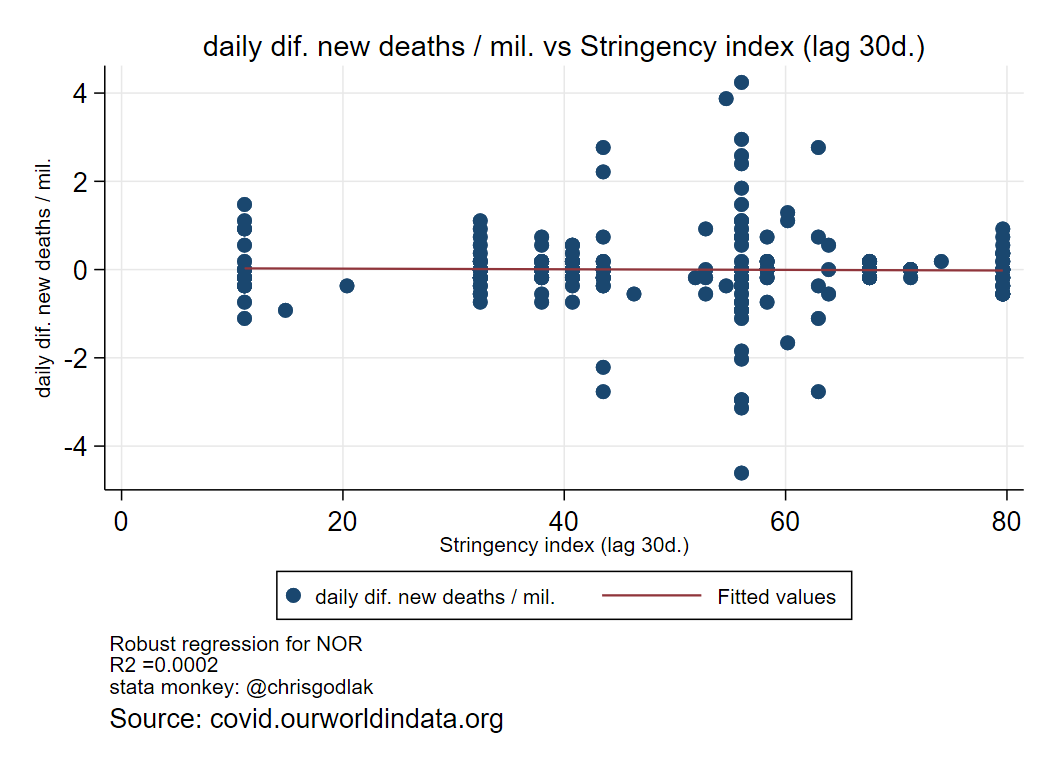 daily dif. new deaths / mil. vs Stringency index (lag 30d.)
daily dif. new deaths / mil.
4
2
0
-2
-4
0 20 40 60 80
Stringency index (lag 30d.)
daily dif. new deaths / mil. Fitted values
Robust regression for NOR
R2 =0.0002
stata monkey: @chrisgodlak
Source: covid.ourworldindata.org